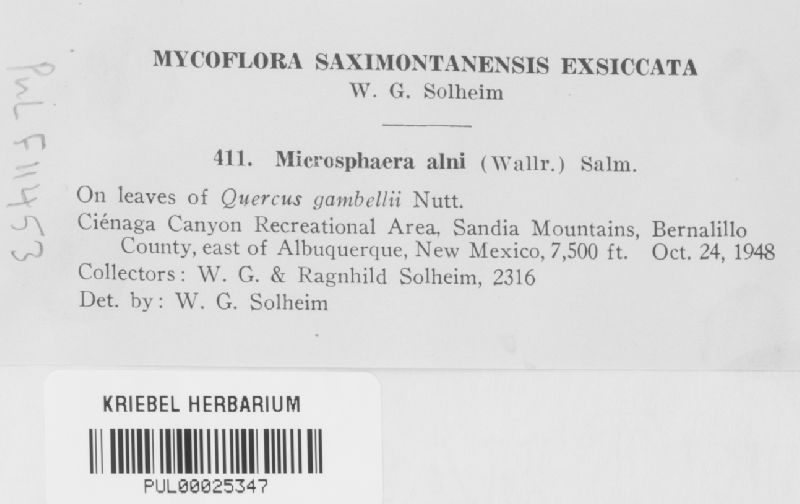 MYCOFLORA SAXIMONTANENSIS EXSICCATA
W. G. Solheim
411. Microsphaera alni (Wallr.) Salm.
On leaves of Quercus gambellii Nutt.
Ciénaga Canyon Recreational Area, Sandia Mountains, Bernalillo
County, east of Albuquerque, New Mexico, 7,500 ft. Oct. 24, 1948
Collectors: W. G. & Ragnhild Solheim, 2316
Det. by: W. G. Solheim
PUL F11453
KRIEBEL HERBARIUM
PUL00025347